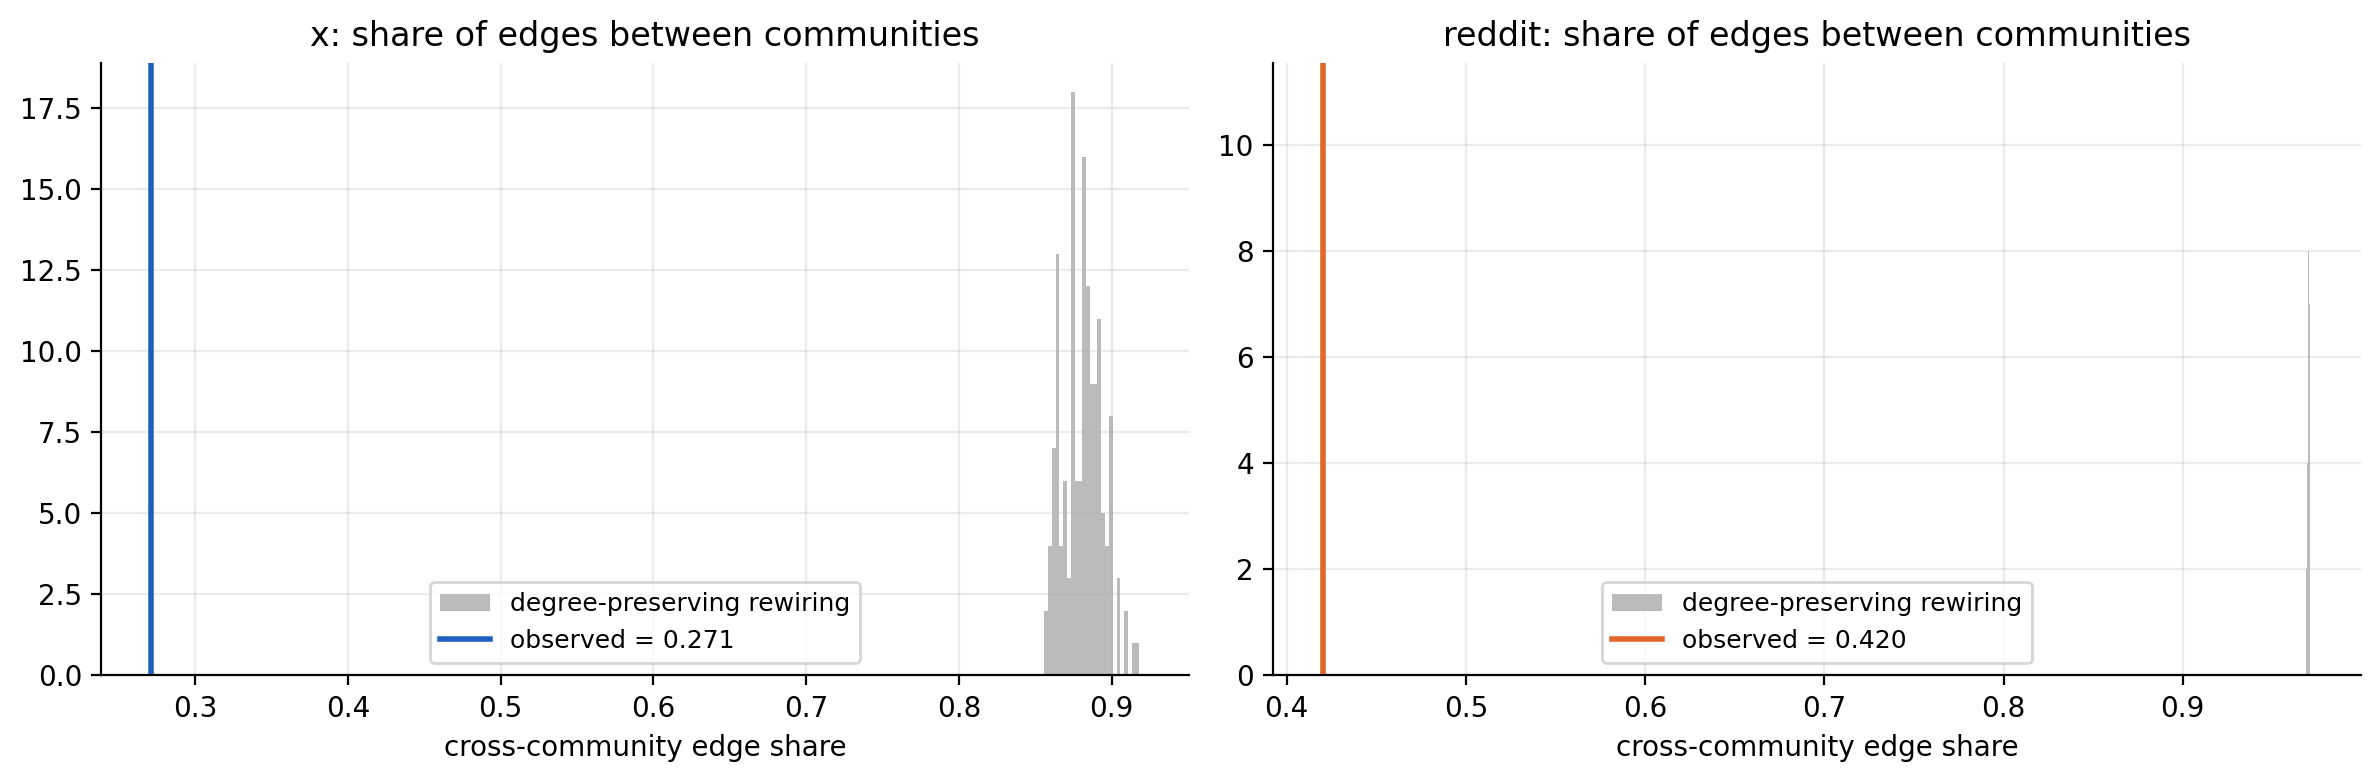 x: share of edges between communities
17.5
15.0
12.5
10.0
7.5
5.0
2.5
0.0
degree-preserving rewiring
observed = 0.271
0.3 0.4 0.5 0.6 0.7 0.8 0.9
cross-community edge share
reddit: share of edges between communities
10
8
6
4
2
0
degree-preserving rewiring
observed = 0.420
0.4 0.5 0.6 0.7 0.8 0.9
cross-community edge share